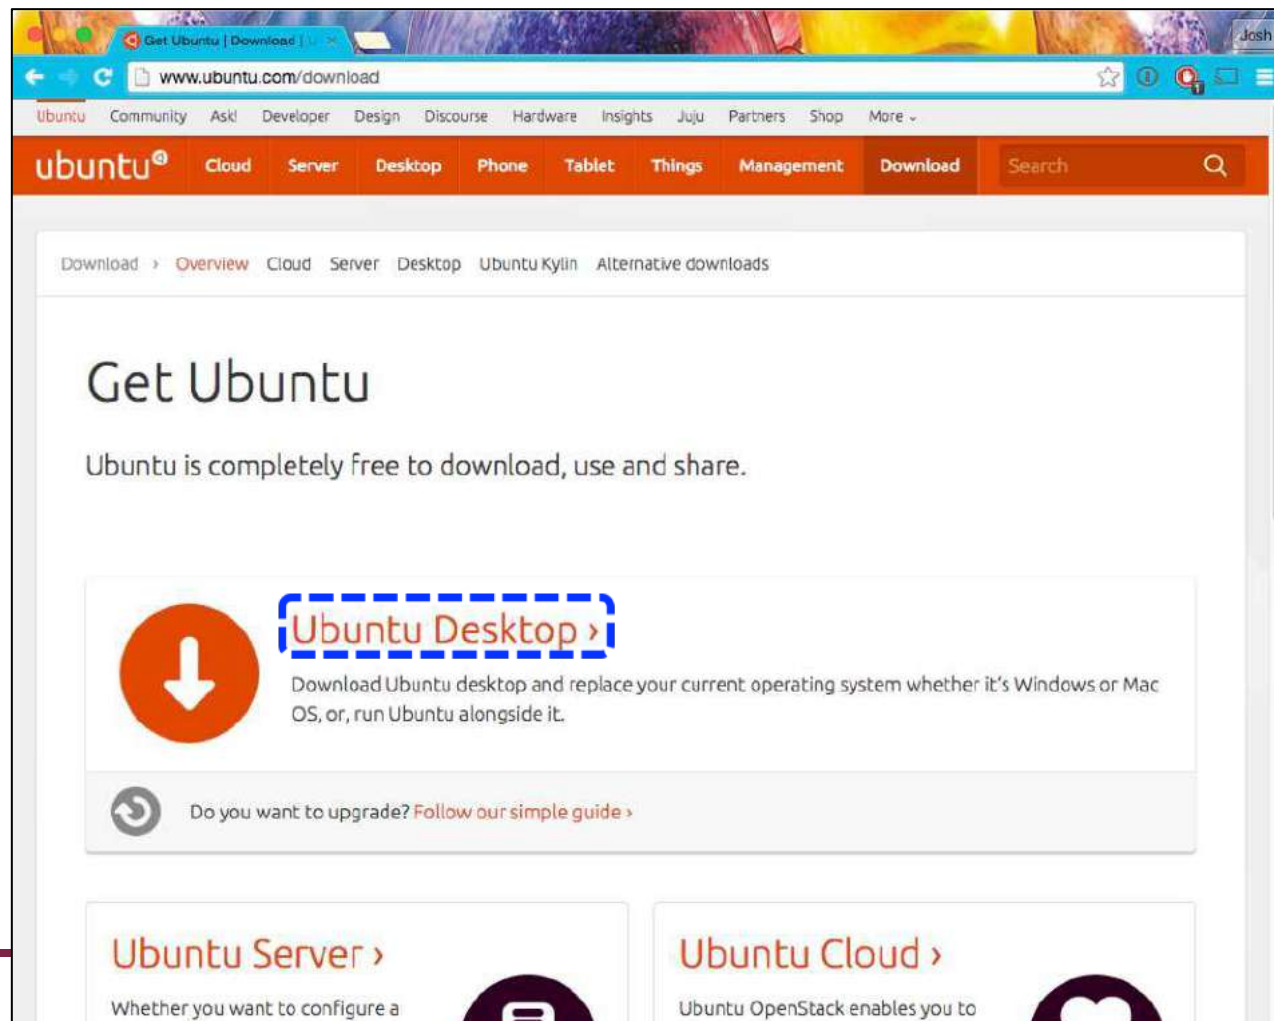 Get Ubuntu | Download | U
Josh
www.ubuntu.com/download
1
Ubuntu Community Ask! Developer Design Discourse Hardware Insights Juju Partners Shop More
ubuntu Cloud Server Desktop Phone Tablet Things Management Download Search
Download › Overview Cloud Server Desktop Ubuntu Kylin Alternative downloads
Get Ubuntu
Ubuntu is completely free to download, use and share.
Ubuntu Desktop ›
Download Ubuntu desktop and replace your current operating system whether it's Windows or Mac
OS, or, run Ubuntu alongside it.
Do you want to upgrade? Follow our simple guide ›
Ubuntu Server ›
Whether you want to configure a
Ubuntu Cloud ›
Ubuntu OpenStack enables you to